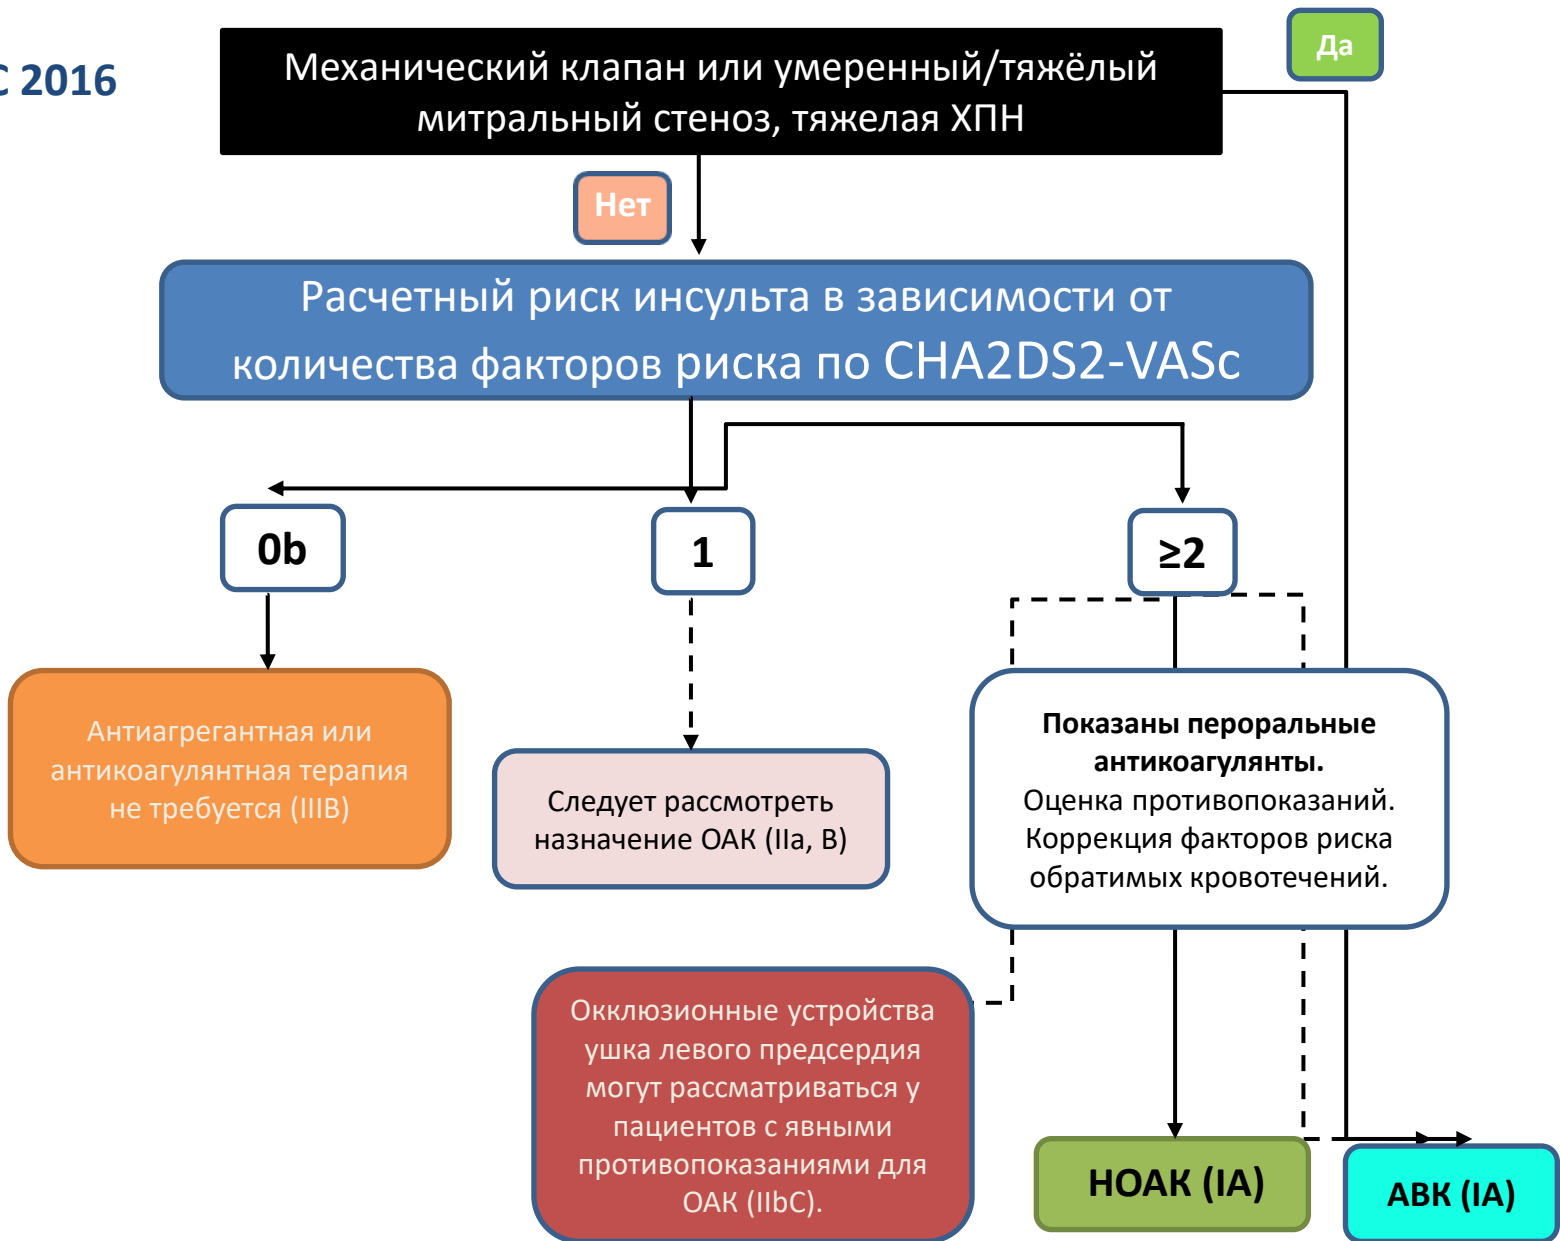 С 2016
Да
Механический клапан или умеренный/тяжёлый
митральный стеноз, тяжелая ХПН
Нет
Расчетный риск инсульта в зависимости от
количества факторов риска по CHA2DS2-VASc
0b
1
≥2
Антиагрегантная или
антикоагулянтная терапия
не требуется (IIIB)
Следует рассмотреть
назначение ОАК (IIa, B)
Показаны пероральные
антикоагулянты.
Оценка противопоказаний.
Коррекция факторов риска
обратимых кровотечений.
Окклюзионные устройства
ушка левого предсердия
могут рассматриваться у
пациентов с явными
противопоказаниями для
ОАК (IIbC).
НОАК (IA)
АВК (IA)